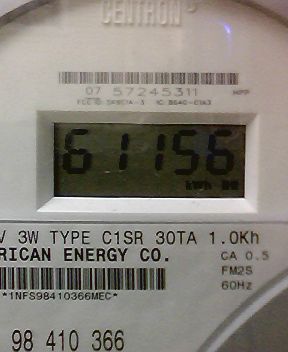 CENTRON
07 57245311
61156
V 3W TYPE C1SR 30TA 1.0Kh
RICAN ENERGY CO.
CA 0.5
FM2S
60Hz
*1NFS98410366MEC*
98 410 366